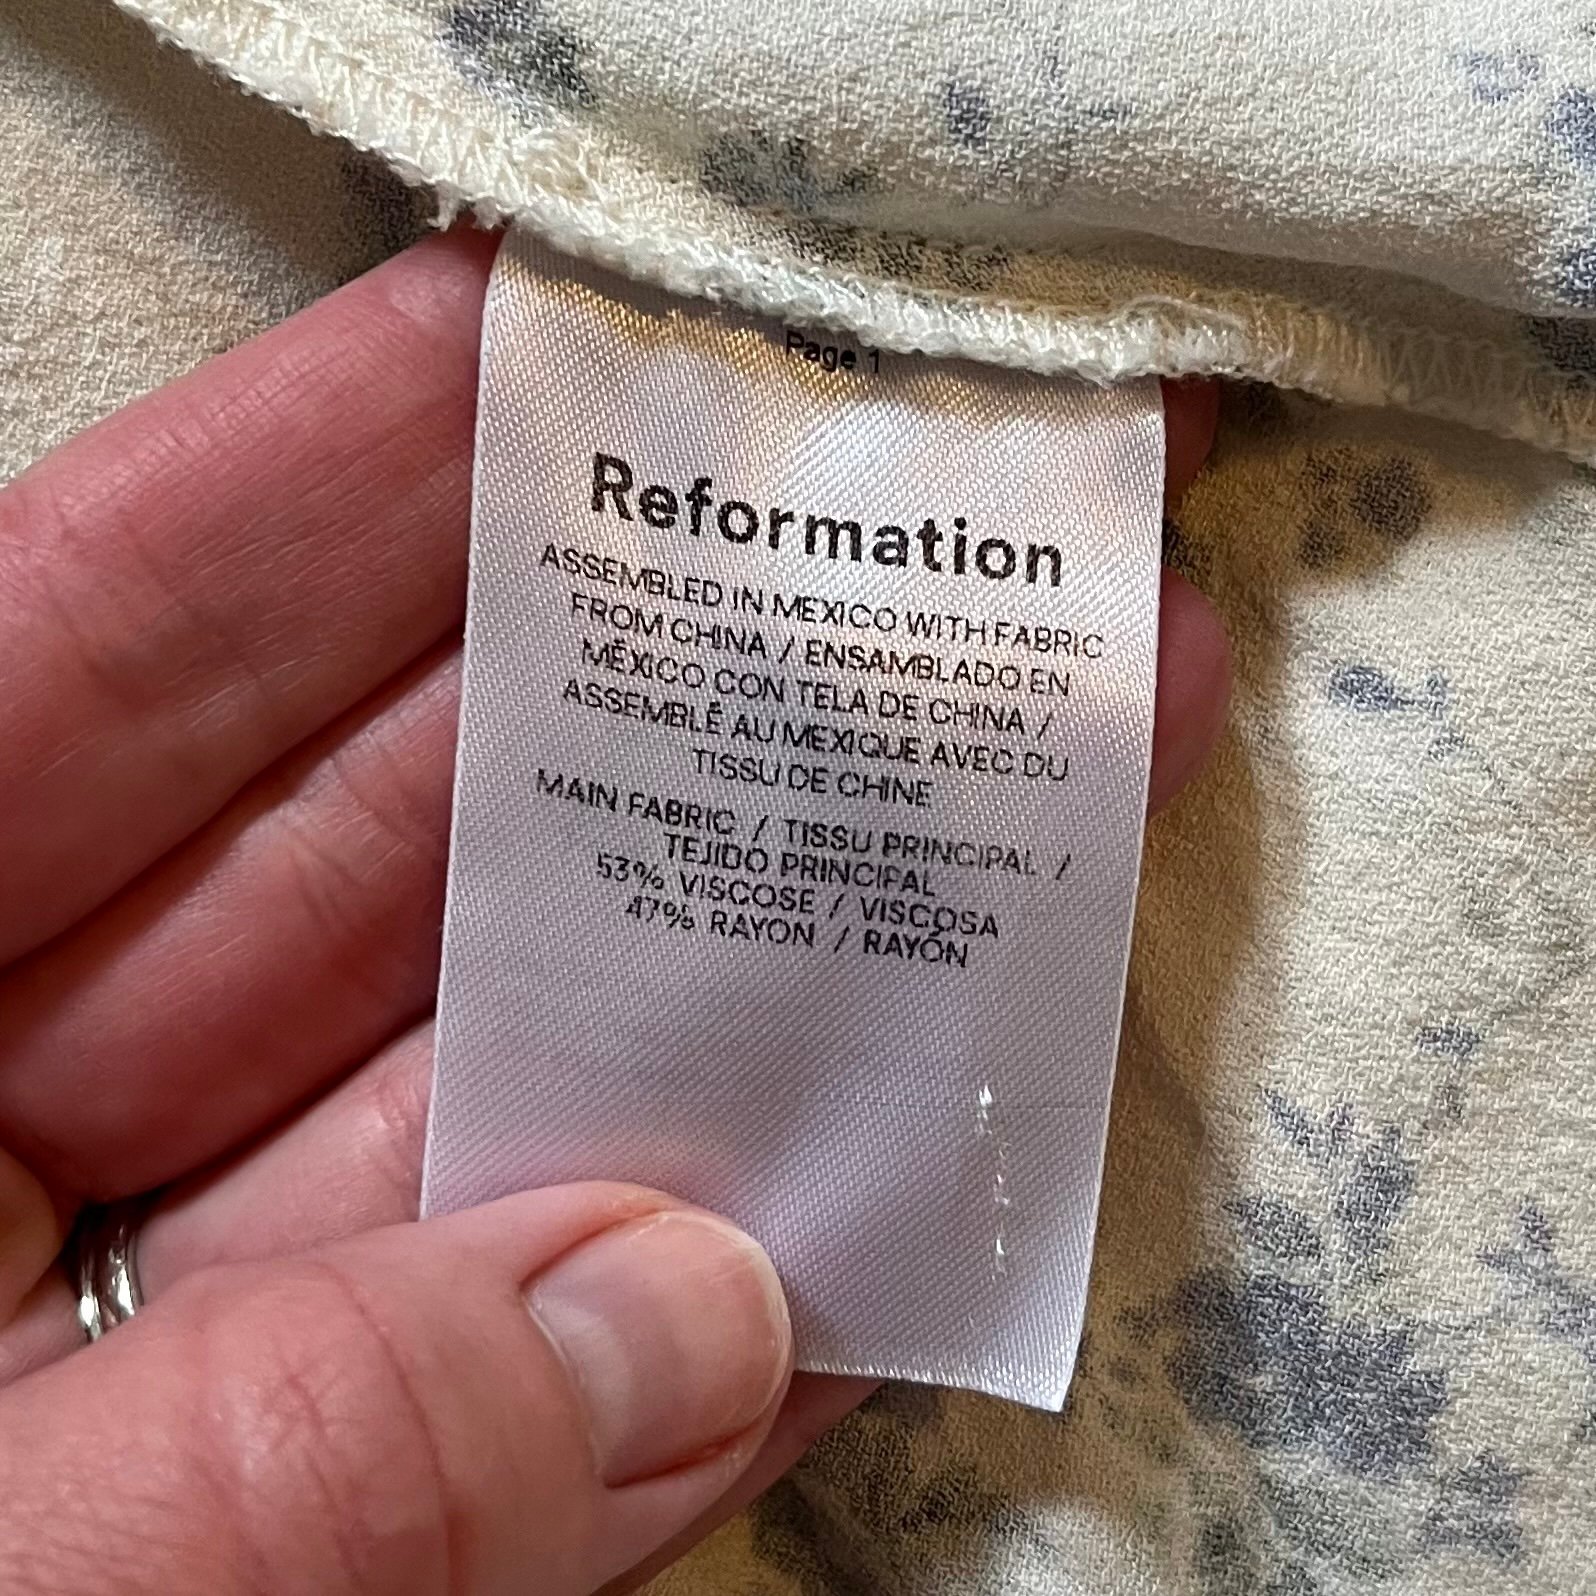 Page 1
Reformation
ASSEMBLED IN MEXICO WITH FABRIC
FROM CHINA / ENSAMBLADO EN
MÉXICO CON TELA DE CHINA /
ASSEMBLÉ AU MEXIQUE AVEC DU
TISSU DE CHINE
MAIN FABRIC / TISSU PRINCIPAL /
TEJIDO PRINCIPAL
53% VISCOSE / VISCOSA
47% RAYON / RAYÓN